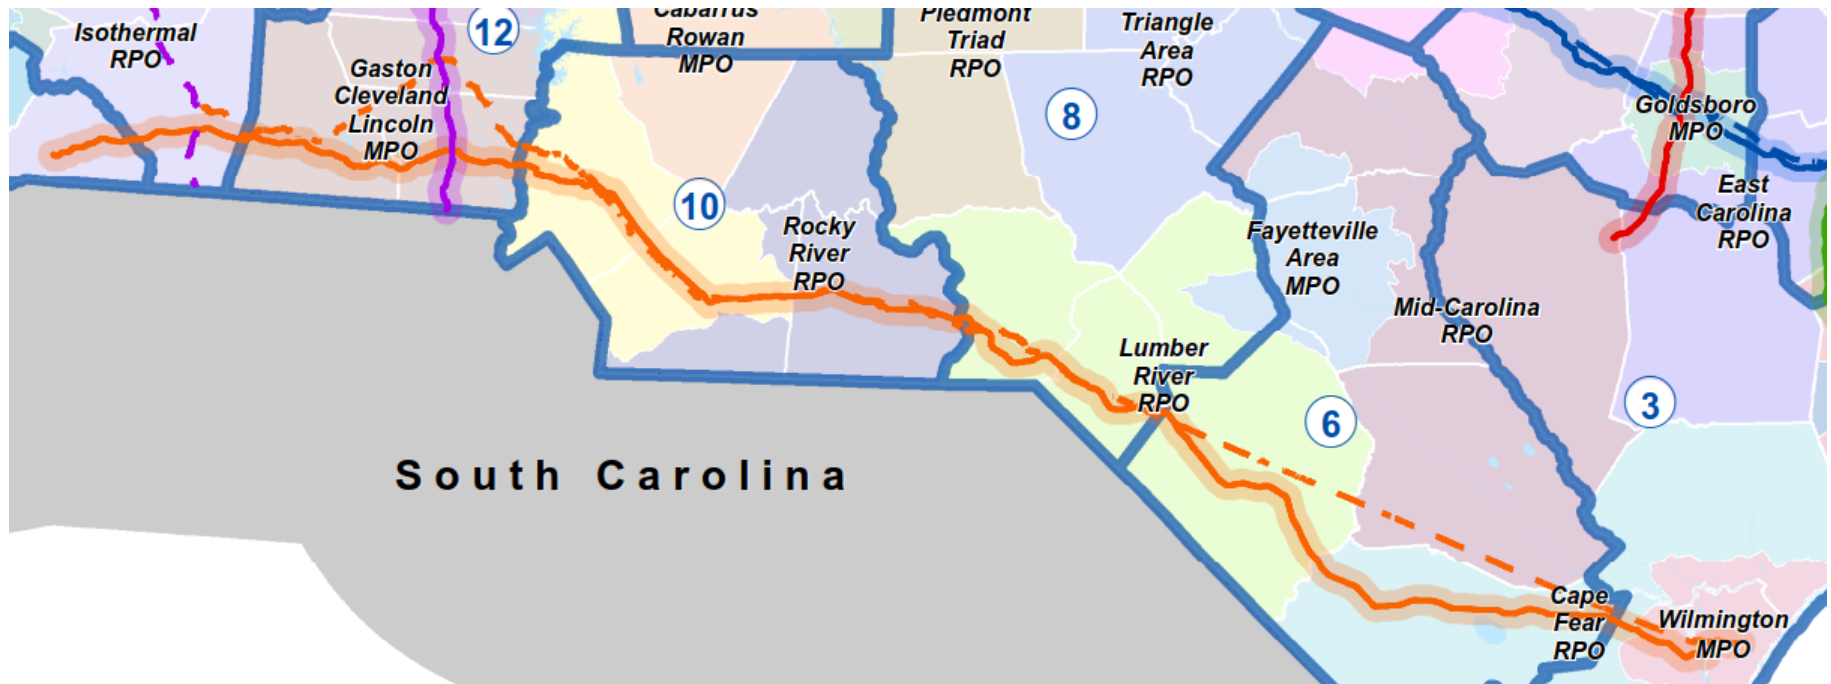 Isothermal
RPO
12
Gaston
Cleveland
Lincoln
MPO
Cabarrus
Rowan
MPO
Piedmont
Triad
RPO
Triangle
Area
RPO
8
Goldsboro
MPO
East
Carolina
RPO
10
Rocky
River
RPO
Fayetteville
Area
MPO
Mid-Carolina
RPO
Lumber
River
RPO
6
3
South Carolina
Cape
Fear
RPO
Wilmington
MPO